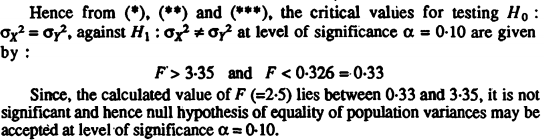 Hence from (*), (**) and (***), the critical values for testing H₀ :
σX² = σY², against H₁ : σX² ≠ σY² at level of significance α = 0·10 are given
by :
F > 3·35 and F < 0·326 = 0·33
Since, the calculated value of F (=2·5) lies between 0·33 and 3·35, it is not
significant and hence null hypothesis of equality of population variances may be
accepted at level of significance α = 0·10.